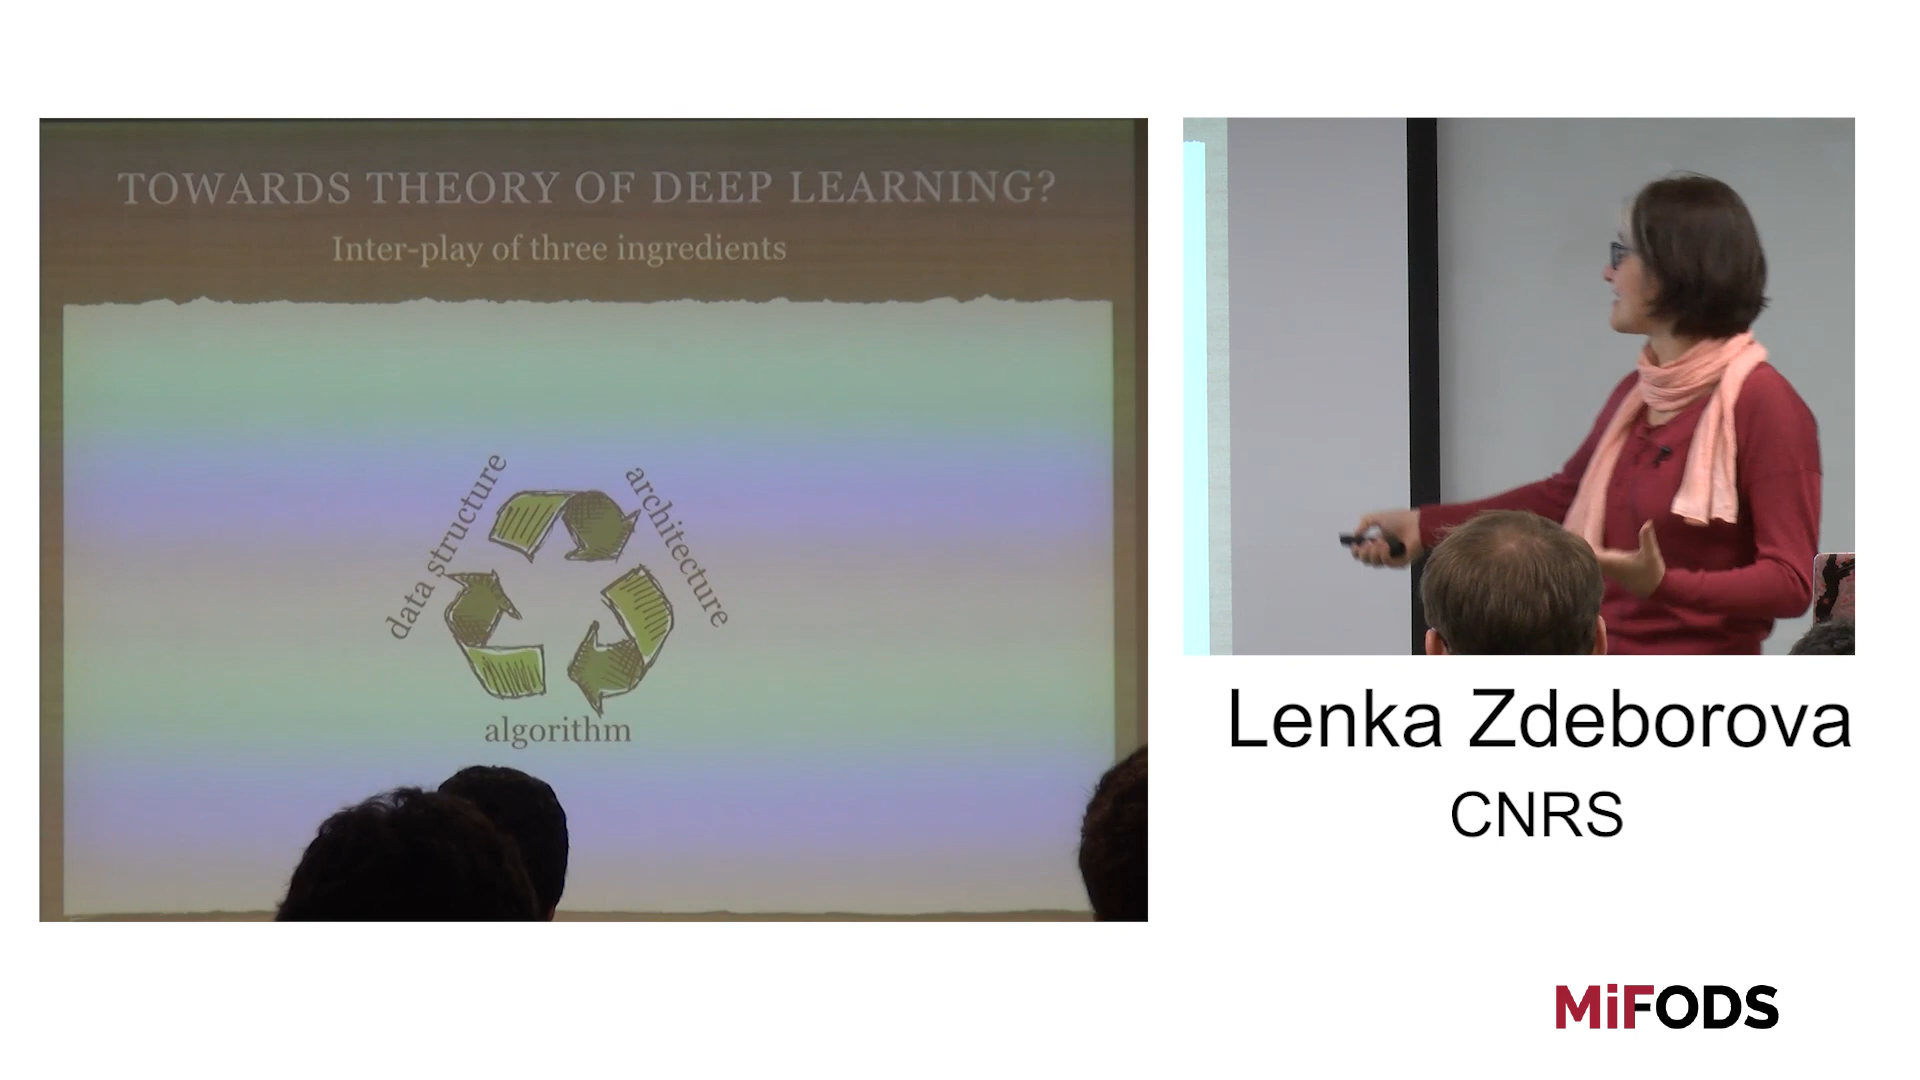 TOWARDS THEORY OF DEEP LEARNING?
Inter-play of three ingredients
data structure
architecture
algorithm
Lenka Zdeborova
CNRS
MiFODS